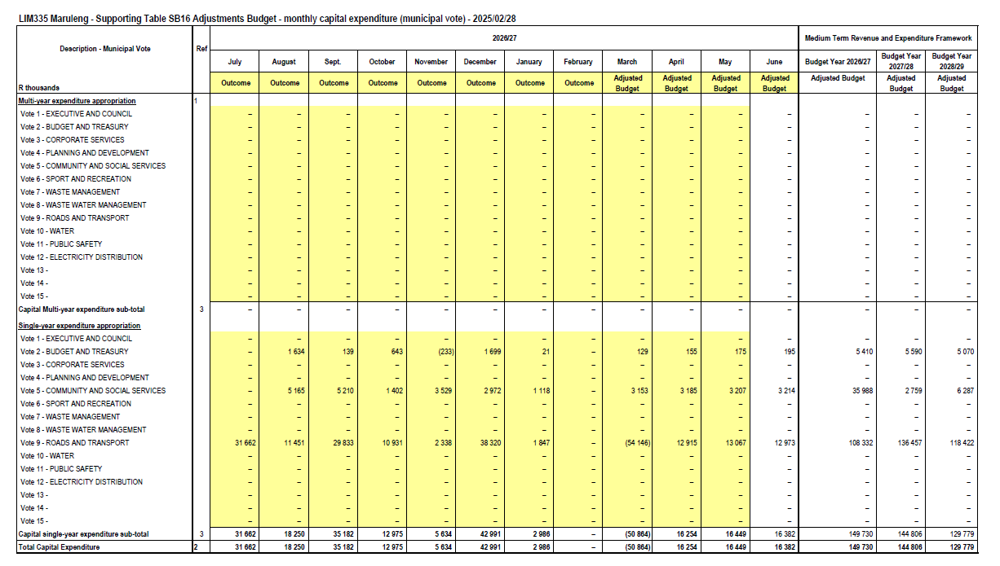 LIM335 Maruleng - Supporting Table SB16 Adjustments Budget - monthly capital expenditure (municipal vote) - 2025/02/28
Description - Municipal Vote Ref 2026/27 Medium Term Revenue and Expenditure Framework
July August Sept. October November December January February March April May June Budget Year 2026/27 Budget Year 2027/28 Budget Year 2028/29
R thousands Outcome Outcome Outcome Outcome Outcome Outcome Outcome Outcome Adjusted Budget Adjusted Budget Adjusted Budget Adjusted Budget Adjusted Budget Adjusted Budget Adjusted Budget
Multi-year expenditure appropriation 1
Vote 1 - EXECUTIVE AND COUNCIL – – – – – – – – – – – – – – –
Vote 2 - BUDGET AND TREASURY – – – – – – – – – – – – – – –
Vote 3 - CORPORATE SERVICES – – – – – – – – – – – – – – –
Vote 4 - PLANNING AND DEVELOPMENT – – – – – – – – – – – – – – –
Vote 5 - COMMUNITY AND SOCIAL SERVICES – – – – – – – – – – – – – – –
Vote 6 - SPORT AND RECREATION – – – – – – – – – – – – – – –
Vote 7 - WASTE MANAGEMENT – – – – – – – – – – – – – – –
Vote 8 - WASTE WATER MANAGEMENT – – – – – – – – – – – – – – –
Vote 9 - ROADS AND TRANSPORT – – – – – – – – – – – – – – –
Vote 10 - WATER – – – – – – – – – – – – – – –
Vote 11 - PUBLIC SAFETY – – – – – – – – – – – – – – –
Vote 12 - ELECTRICITY DISTRIBUTION – – – – – – – – – – – – – – –
Vote 13 - – – – – – – – – – – – – – – –
Vote 14 - – – – – – – – – – – – – – – –
Vote 15 - – – – – – – – – – – – – – – –
Capital Multi-year expenditure sub-total 3 – – – – – – – – – – – – – – –
Single-year expenditure appropriation
Vote 1 - EXECUTIVE AND COUNCIL – – – – – – – – – – – – – – –
Vote 2 - BUDGET AND TREASURY – 1 634 139 643 (233) 1 699 21 – 129 155 175 195 5 410 5 590 5 070
Vote 3 - CORPORATE SERVICES – – – – – – – – – – – – – – –
Vote 4 - PLANNING AND DEVELOPMENT – – – – – – – – – – – – – – –
Vote 5 - COMMUNITY AND SOCIAL SERVICES – 5 165 5 210 1 402 3 529 2 972 1 118 – 3 153 3 185 3 207 3 214 35 988 2 759 6 287
Vote 6 - SPORT AND RECREATION – – – – – – – – – – – – – – –
Vote 7 - WASTE MANAGEMENT – – – – – – – – – – – – – – –
Vote 8 - WASTE WATER MANAGEMENT – – – – – – – – – – – – – – –
Vote 9 - ROADS AND TRANSPORT 31 662 11 451 29 833 10 931 2 338 38 320 1 847 – (54 146) 12 915 13 067 12 973 108 332 136 457 118 422
Vote 10 - WATER – – – – – – – – – – – – – – –
Vote 11 - PUBLIC SAFETY – – – – – – – – – – – – – – –
Vote 12 - ELECTRICITY DISTRIBUTION – – – – – – – – – – – – – – –
Vote 13 - – – – – – – – – – – – – – – –
Vote 14 - – – – – – – – – – – – – – – –
Vote 15 - – – – – – – – – – – – – – – –
Capital single-year expenditure sub-total 3 31 662 18 250 35 182 12 975 5 634 42 991 2 986 – (50 864) 16 254 16 449 16 382 149 730 144 806 129 779
Total Capital Expenditure 2 31 662 18 250 35 182 12 975 5 634 42 991 2 986 – (50 864) 16 254 16 449 16 382 149 730 144 806 129 779